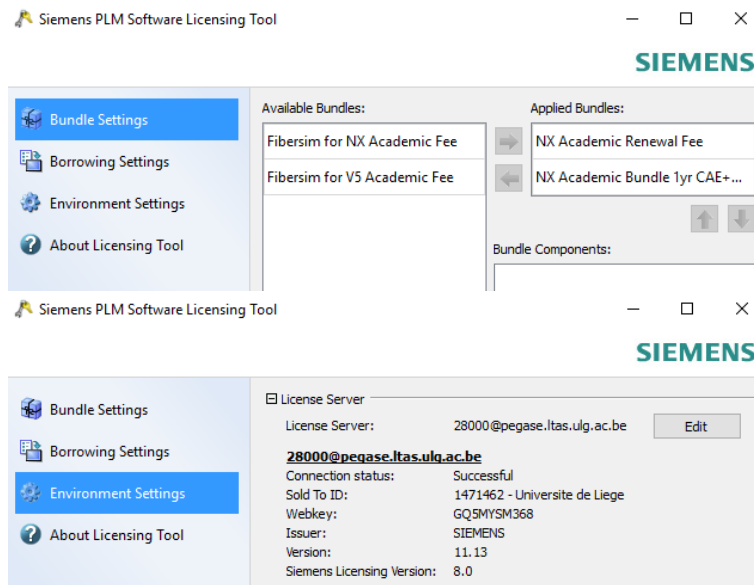 Siemens PLM Software Licensing Tool
SIEMENS
Bundle Settings
Borrowing Settings
Environment Settings
About Licensing Tool
Available Bundles:
Fibersim for NX Academic Fee
Fibersim for V5 Academic Fee
Applied Bundles:
NX Academic Renewal Fee
NX Academic Bundle 1yr CAE+...
Bundle Components:
Siemens PLM Software Licensing Tool
SIEMENS
Bundle Settings
Borrowing Settings
Environment Settings
About Licensing Tool
License Server
License Server: 28000@pegase.ltas.ulg.ac.be Edit
28000@pegase.ltas.ulg.ac.be
Connection status: Successful
Sold To ID: 1471462 - Universite de Liege
Webkey: GQ5MYSM368
Issuer: SIEMENS
Version: 11.13
Siemens Licensing Version: 8.0